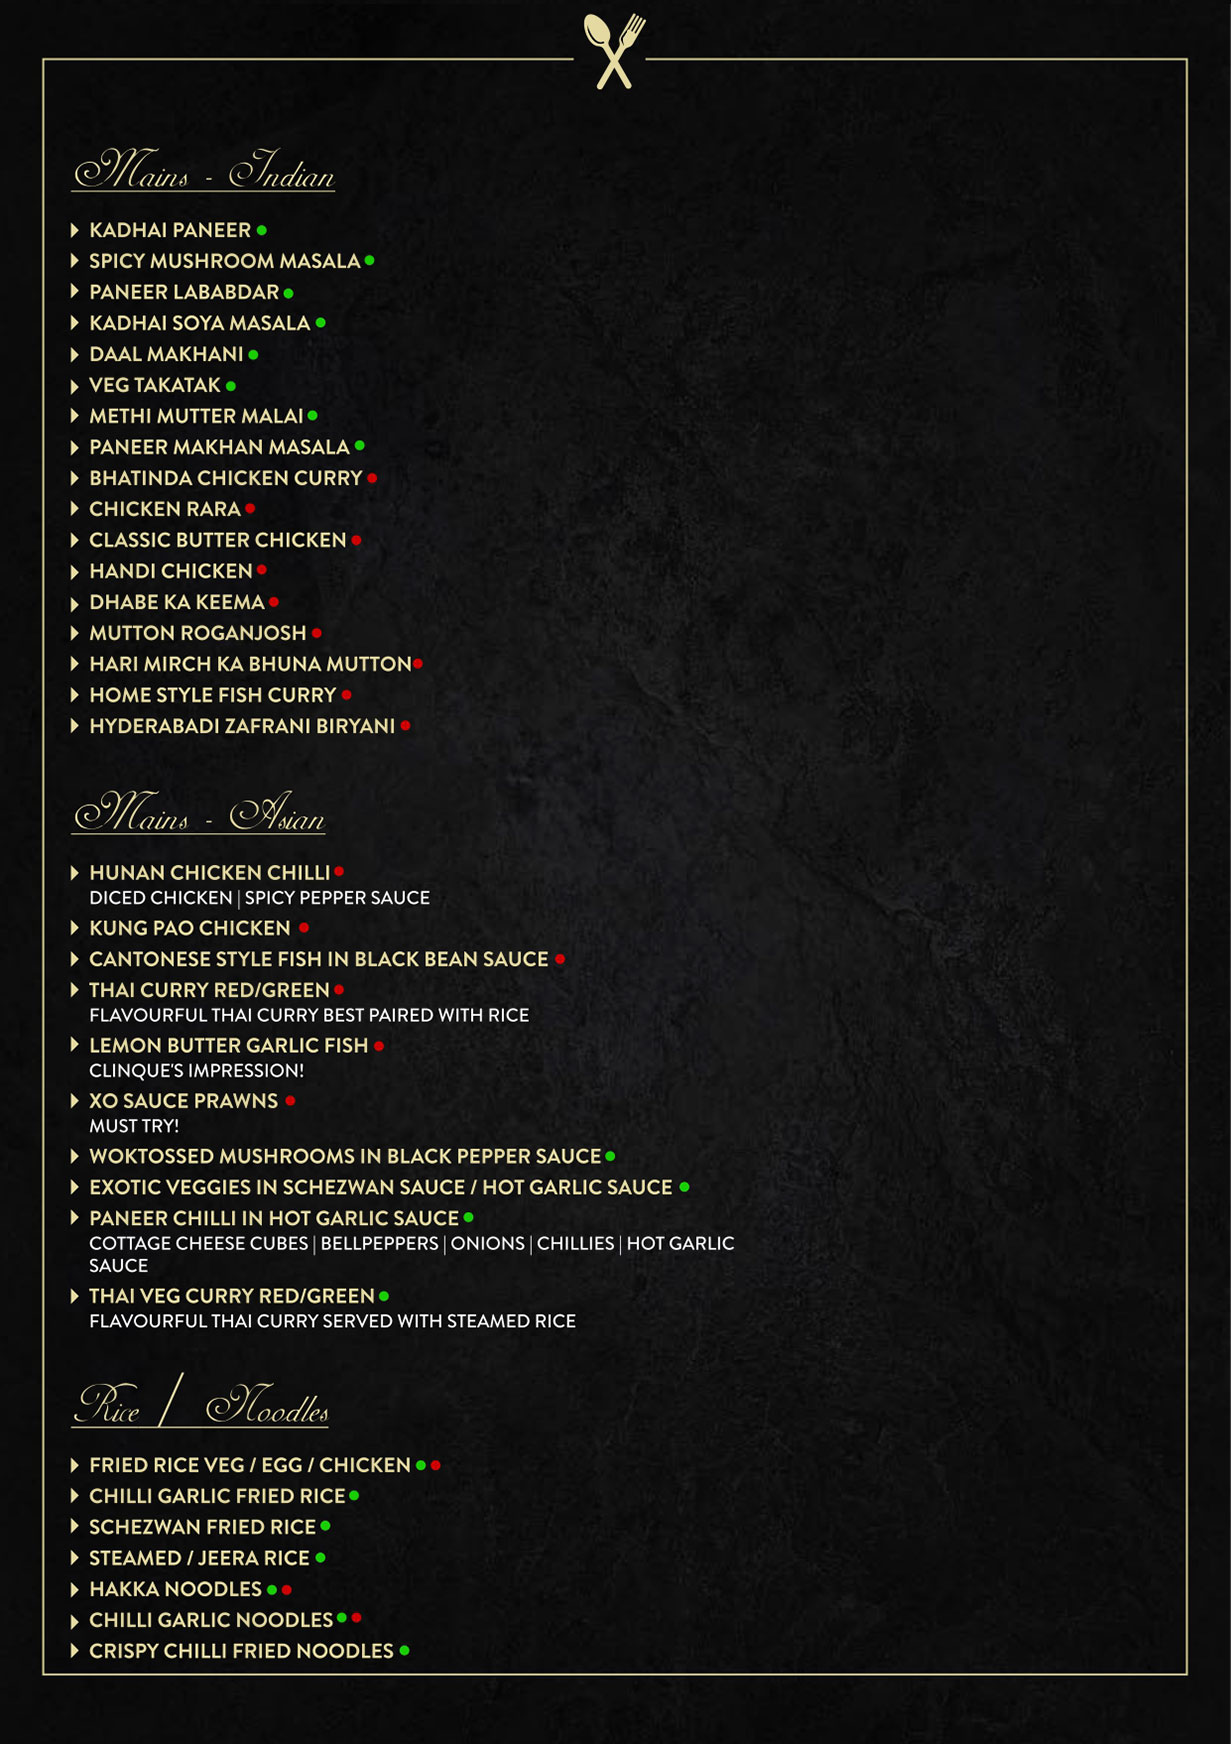 Mains - Indian
KADHAI PANEER
SPICY MUSHROOM MASALA
PANEER LABABDAR
KADHAI SOYA MASALA
DAAL MAKHANI
VEG TAKATAK
METHI MUTTER MALAI
PANEER MAKHAN MASALA
BHATINDA CHICKEN CURRY
CHICKEN RARA
CLASSIC BUTTER CHICKEN
HANDI CHICKEN
DHABE KA KEEMA
MUTTON ROGANJOSH
HARI MIRCH KA BHUNA MUTTON
HOME STYLE FISH CURRY
HYDERABADI ZAFRANI BIRYANI
Mains - Asian
HUNAN CHICKEN CHILLI
DICED CHICKEN | SPICY PEPPER SAUCE
KUNG PAO CHICKEN
CANTONESE STYLE FISH IN BLACK BEAN SAUCE
THAI CURRY RED/GREEN
FLAVOURFUL THAI CURRY BEST PAIRED WITH RICE
LEMON BUTTER GARLIC FISH
CLINQUE'S IMPRESSION!
XO SAUCE PRAWNS
MUST TRY!
WOKTOSSED MUSHROOMS IN BLACK PEPPER SAUCE
EXOTIC VEGGIES IN SCHEZWAN SAUCE / HOT GARLIC SAUCE
PANEER CHILLI IN HOT GARLIC SAUCE
COTTAGE CHEESE CUBES | BELLPEPPERS | ONIONS | CHILLIES | HOT GARLIC
SAUCE
THAI VEG CURRY RED/GREEN
FLAVOURFUL THAI CURRY SERVED WITH STEAMED RICE
Rice / Noodles
FRIED RICE VEG / EGG / CHICKEN
CHILLI GARLIC FRIED RICE
SCHEZWAN FRIED RICE
STEAMED / JEERA RICE
HAKKA NOODLES
CHILLI GARLIC NOODLES
CRISPY CHILLI FRIED NOODLES